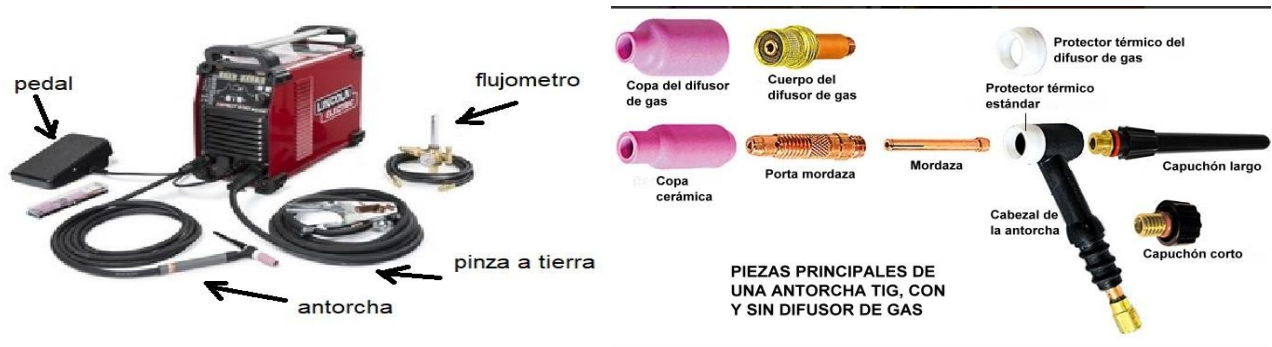 pedal
flujometro
LINCOLN
ELECTRIC
pinza a tierra
antorcha
Copa del difusor
de gas
Cuerpo del
difusor de gas
Protector térmico del
difusor de gas
Protector térmico
estándar
Copa
cerámica
Porta mordaza
Mordaza
Capuchón largo
Cabezal de
la antorcha
Capuchón corto
PIEZAS PRINCIPALES DE
UNA ANTORCHA TIG, CON
Y SIN DIFUSOR DE GAS